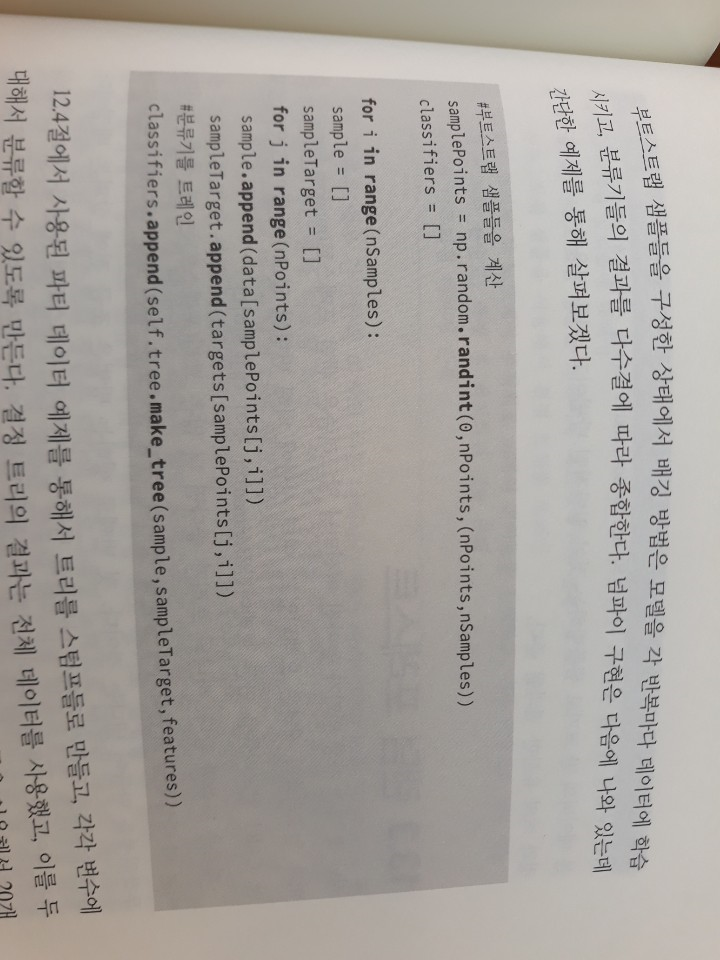 부트스트랩 샘플들을 구성한 상태에서 배깅 방법은 모델을 각 반복마다 데이터에 학습
시키고, 분류기들의 결과를 다수결에 따라 종합한다. 넘파이 구현은 다음에 나와 있는데
간단한 예제를 통해 살펴보겠다.
#부트스트랩 샘플들을 계산
samplePoints = np.random.randint(0,nPoints,(nPoints,nSamples))
classifiers = []
for i in range(nSamples):
sample = []
sampleTarget = []
for j in range(nPoints):
sample.append(data[samplePoints[j,i]])
sampleTarget.append(targets[samplePoints[j,i]])
#분류기를 트레인
classifiers.append(self.tree.make_tree(sample,sampleTarget,features))
12.4절에서 사용된 파티 데이터 예제를 통해서 트리를 스텀프들로 만들고, 각각 변수에
대해서 분류할 수 있도록 만든다. 결정 트리의 결과는 전체 데이터를 사용했고, 이를 두
20개